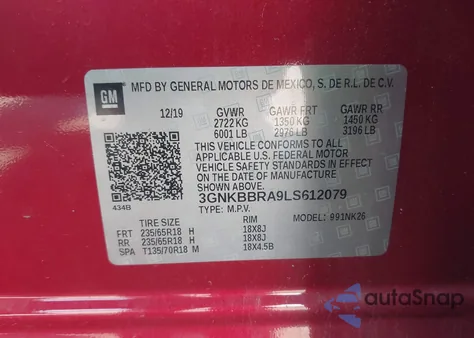 GM
MFD BY GENERAL MOTORS DE MEXICO, S. DE R.L. DE C.V.
12/19 GVWR GAWR FRT GAWR RR
2722 KG 1350 KG 1450 KG
6001 LB 2976 LB 3196 LB
THIS VEHICLE CONFORMS TO ALL
APPLICABLE U.S. FEDERAL MOTOR
VEHICLE SAFETY STANDARDS IN EFFECT
ON THE DATE OF MANUFACTURE
SHOWN ABOVE.
3GNKBBRA9LS612079
434B TYPE: M.P.V. MODEL: 991NK26
TIRE SIZE RIM
FRT 235/65R18 H 18X8J
RR 235/65R18 H 18X8J
SPA T135/70R18 M 18X4.5B
autoSnap